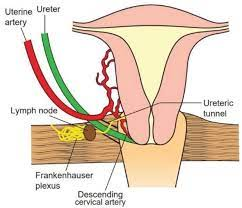 Uterine
artery
Ureter
Lymph node
Ureteric
tunnel
Frankenhauser
plexus
Descending
cervical artery